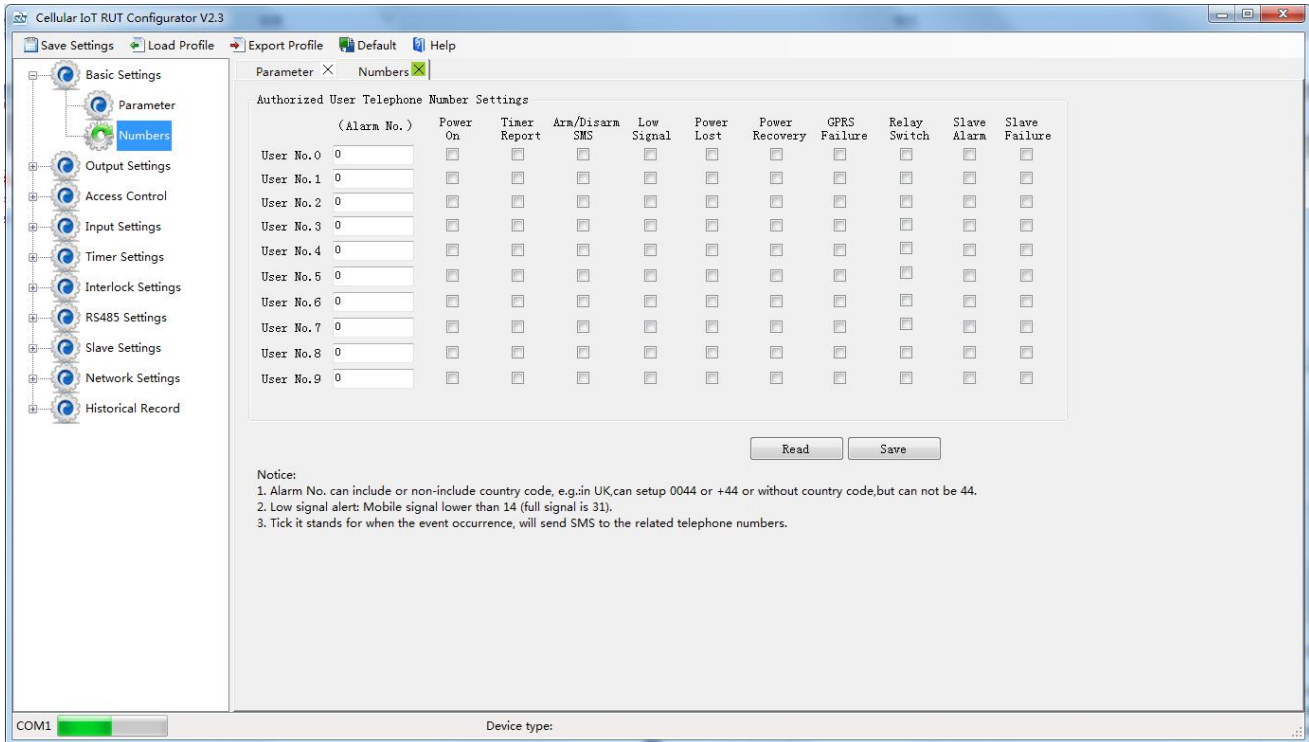 Cellular IoT RUT Configurator V2.3
Save Settings Load Profile Export Profile Default Help
Basic Settings
Parameter
Numbers
Output Settings
Access Control
Input Settings
Timer Settings
Interlock Settings
RS485 Settings
Slave Settings
Network Settings
Historical Record
Parameter Numbers
Authorized User Telephone Number Settings
(Alarm No.) Power On Timer Report Arm/Disarm SMS Low Signal Power Lost Power Recovery GPRS Failure Relay Switch Slave Alarm Slave Failure
User No.0 0
User No.1 0
User No.2 0
User No.3 0
User No.4 0
User No.5 0
User No.6 0
User No.7 0
User No.8 0
User No.9 0
Read Save
Notice:
1. Alarm No. can include or non-include country code, e.g.:in UK,can setup 0044 or +44 or without country code,but can not be 44.
2. Low signal alert: Mobile signal lower than 14 (full signal is 31).
3. Tick it stands for when the event occurrence, will send SMS to the related telephone numbers.
COM1 Device type: